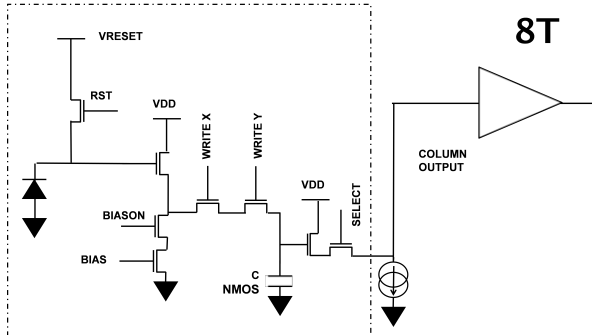 8T
VRESET
RST
VDD
WRITE X
WRITE Y
VDD
SELECT
COLUMN
OUTPUT
BIASON
BIAS
C
NMOS